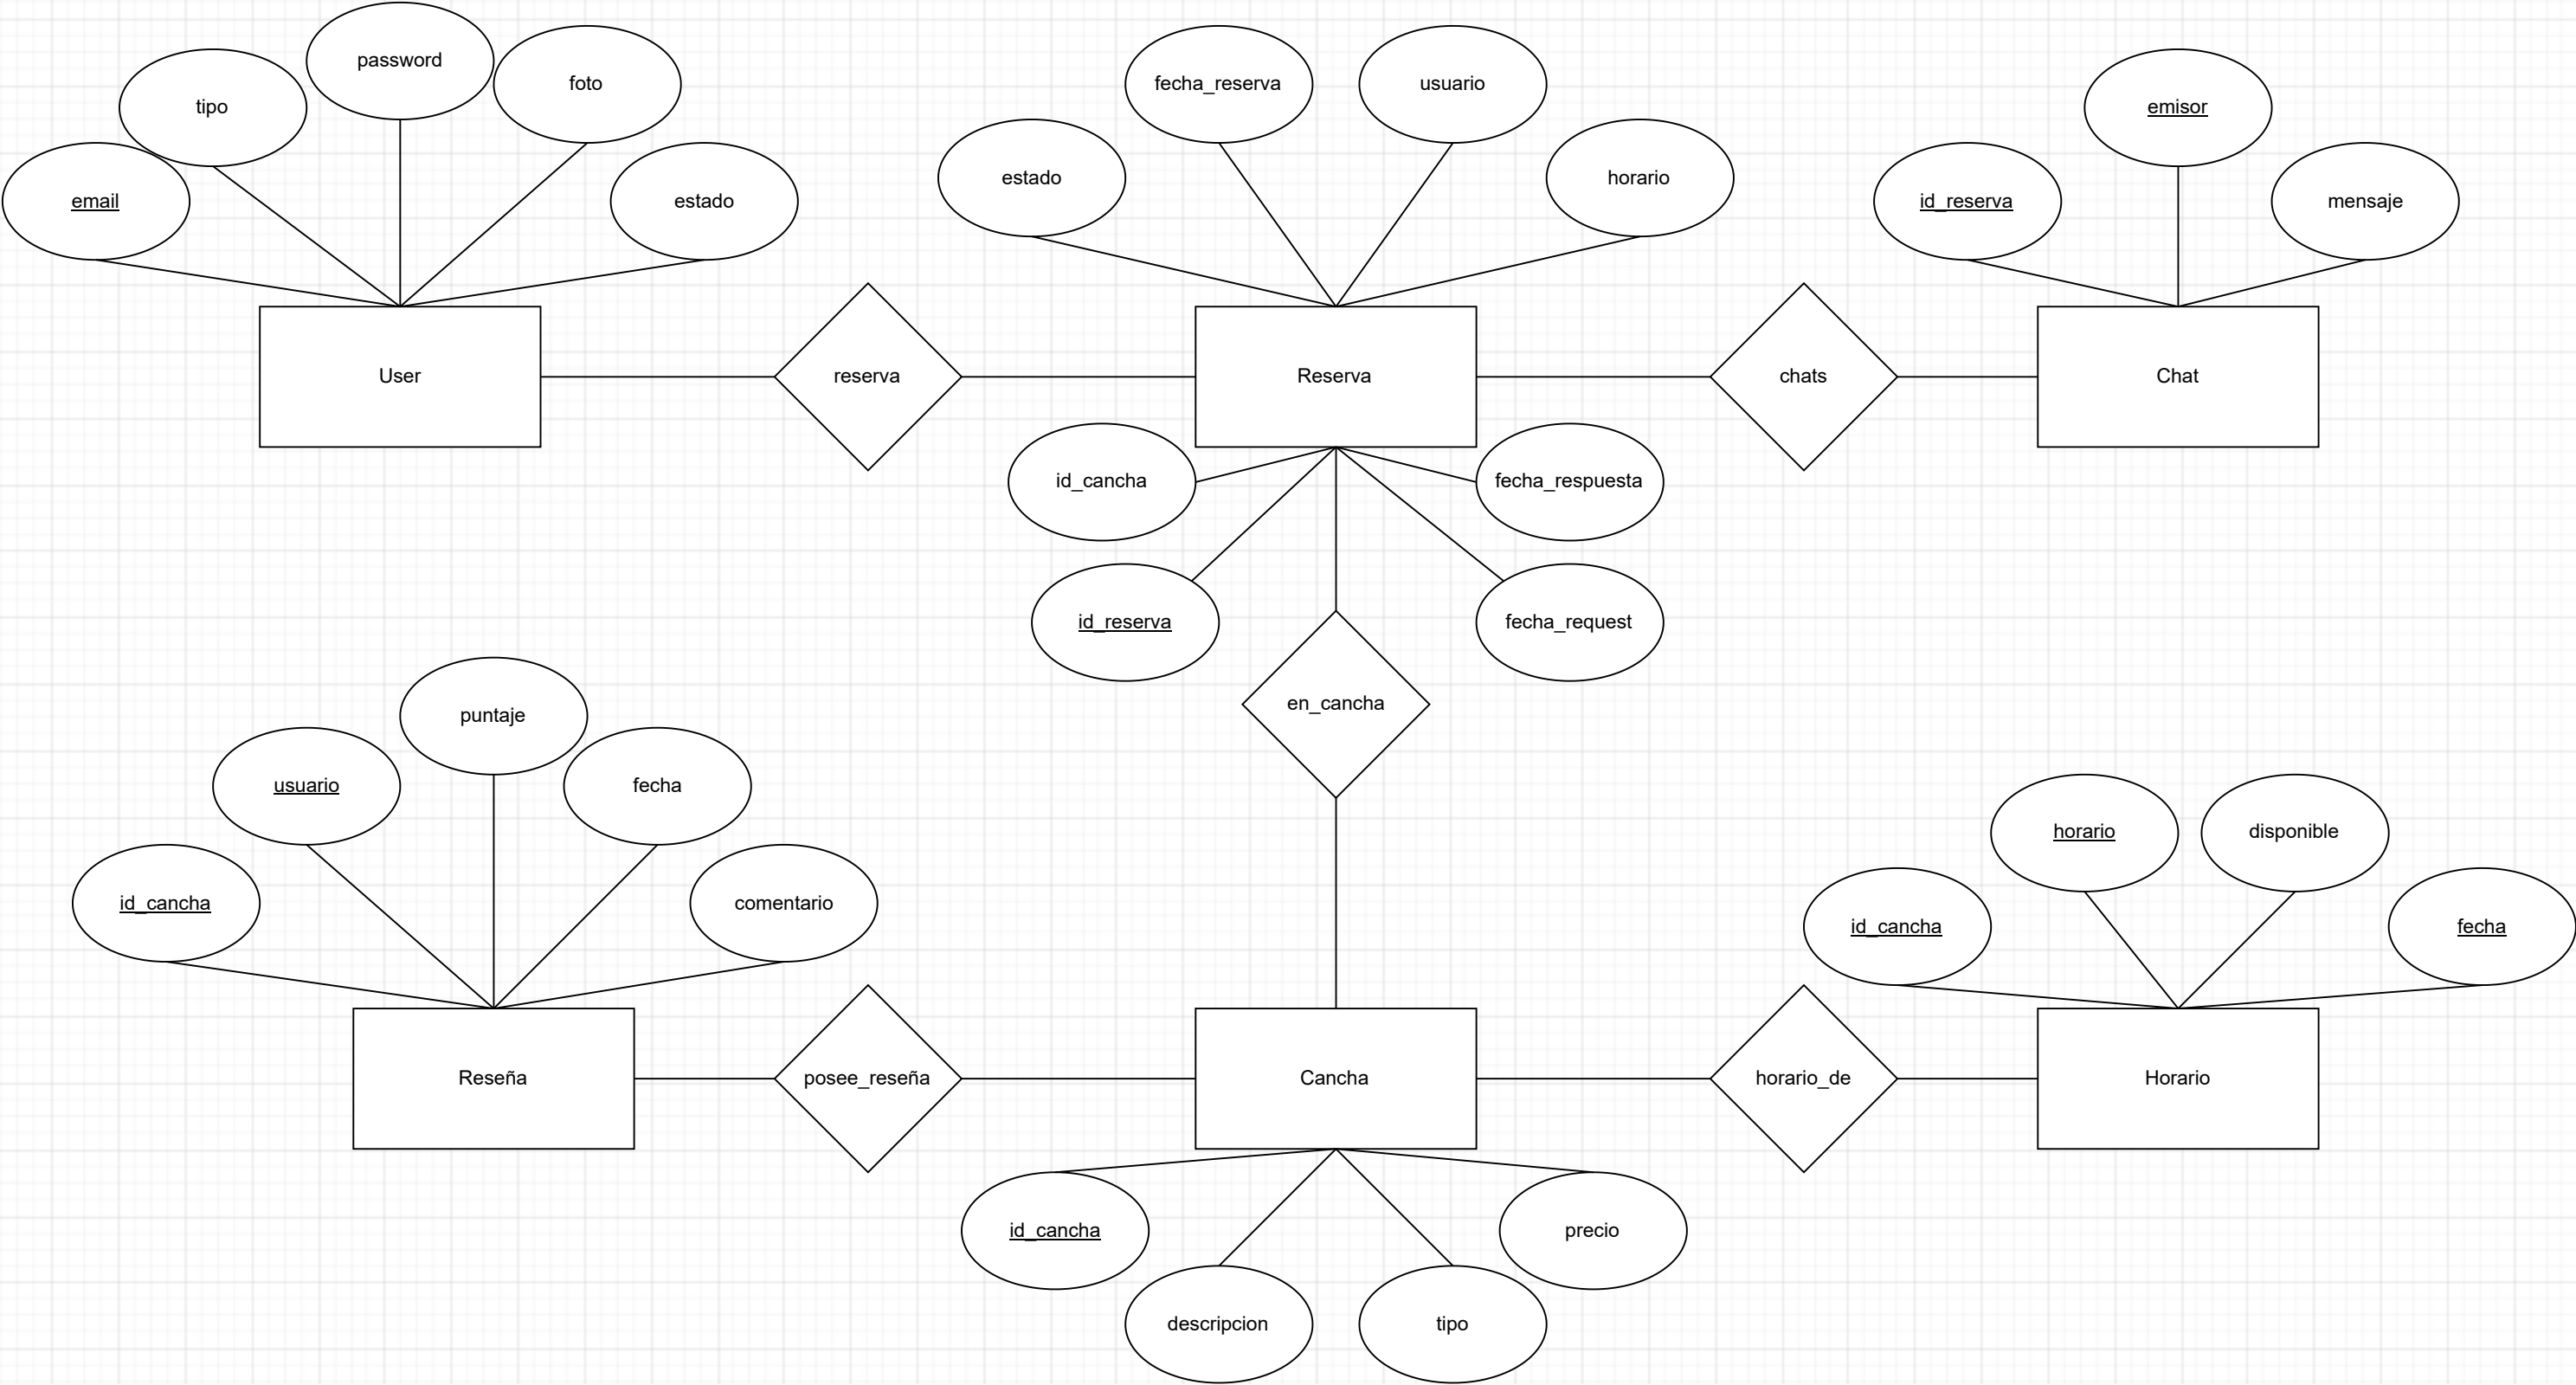 password
foto
tipo
email
estado
fecha_reserva
usuario
estado
horario
emisor
id_reserva
mensaje
User
reserva
Reserva
chats
Chat
id_cancha
fecha_respuesta
id_reserva
fecha_request
en_cancha
puntaje
usuario
fecha
id_cancha
comentario
horario
disponible
id_cancha
fecha
Reseña
posee_reseña
Cancha
horario_de
Horario
id_cancha
precio
descripcion
tipo